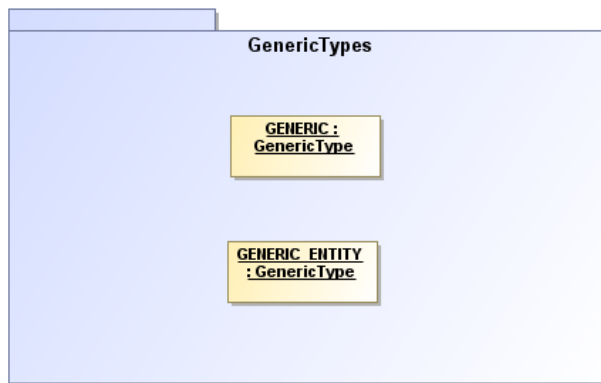 GenericTypes
GENERIC :
GenericType
GENERIC_ENTITY
: GenericType